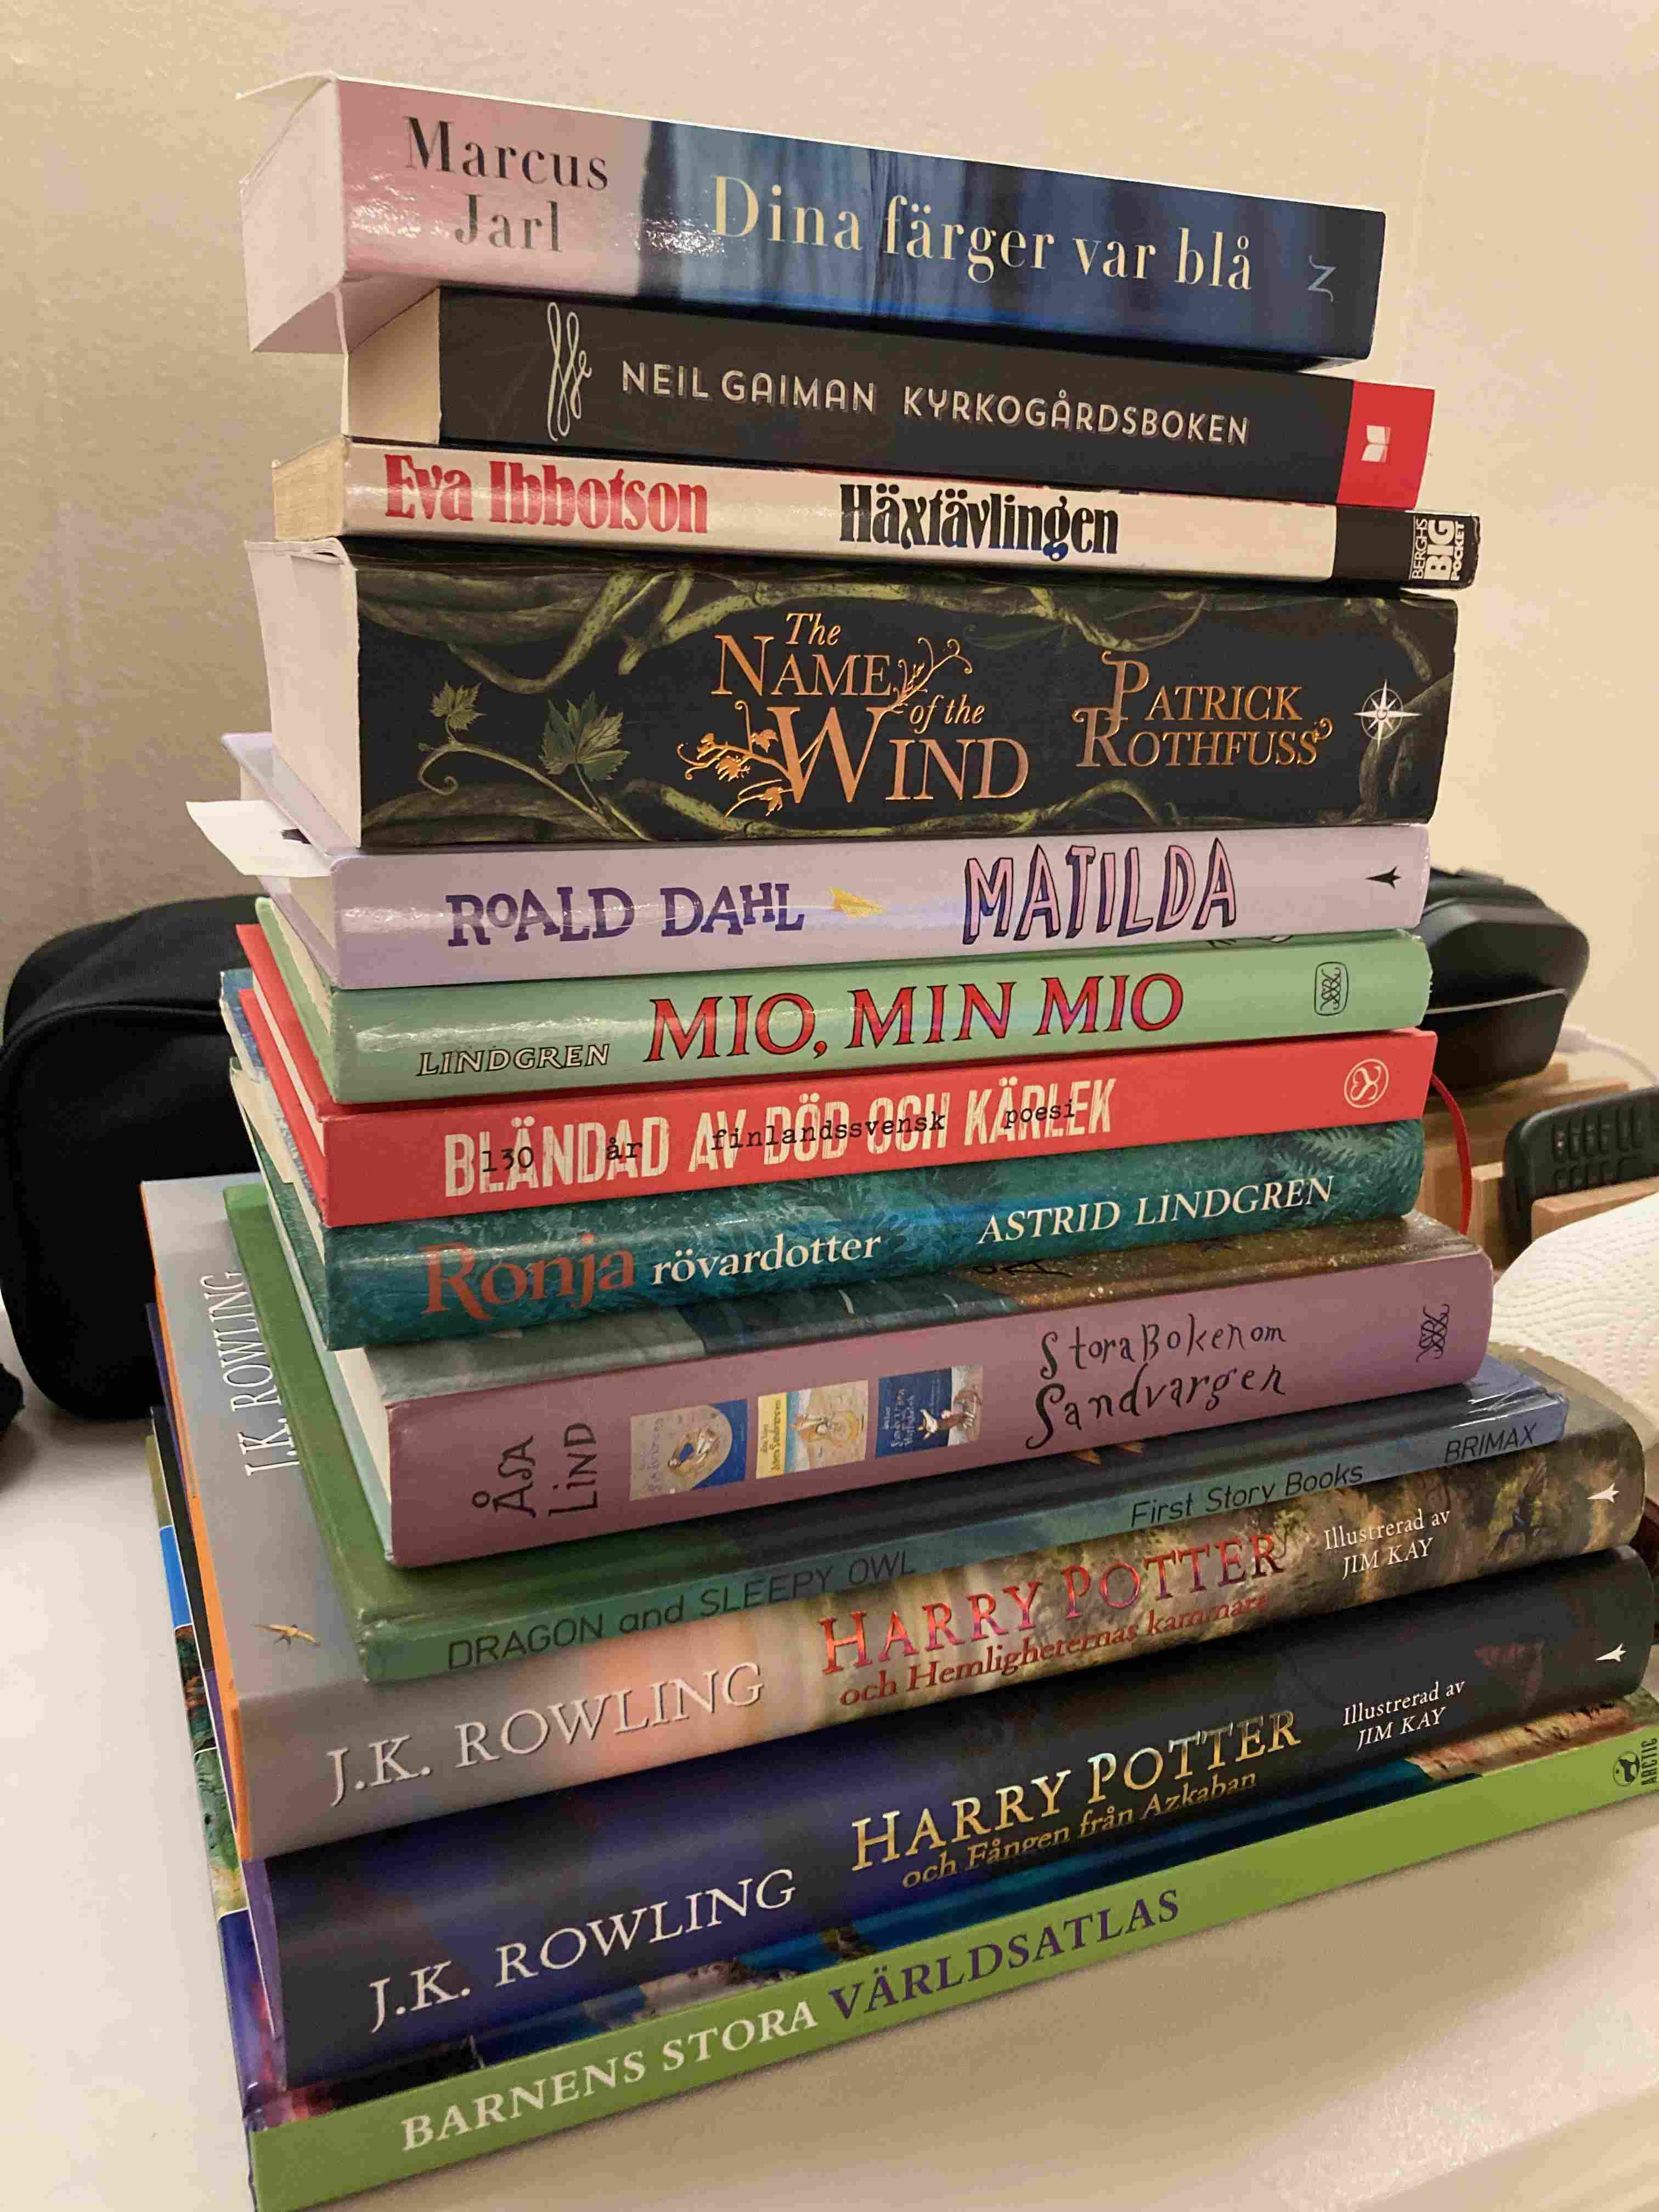 Marcus
Jarl
Dina färger var blå
NEIL GAIMAN KYRKOGÅRDSBOKEN
Eva Ibbotson Häxtävlingen
BERGHS
BIG
POCKET
The
NAME
of the
WIND
PATRICK
ROTHFUSS
ROALD DAHL MATILDA
LINDGREN MIO, MIN MIO
BLÄNDAD AV DÖD OCH KÄRLEK
130 år finlandssvensk poesi
Ronja rövardotter ASTRID LINDGREN
ÅSA
LIND
Stora Boken om
Sandvargen
DRAGON and SLEEPY OWL First Story Books BRIMAX
J.K. ROWLING
J.K. ROWLING
HARRY POTTER
och Hemligheternas kammare
Illustrerad av
JIM KAY
J.K. ROWLING
HARRY POTTER
och Fången från Azkaban
Illustrerad av
JIM KAY
BARNENS STORA VÄRLDSATLAS
ARCTIC